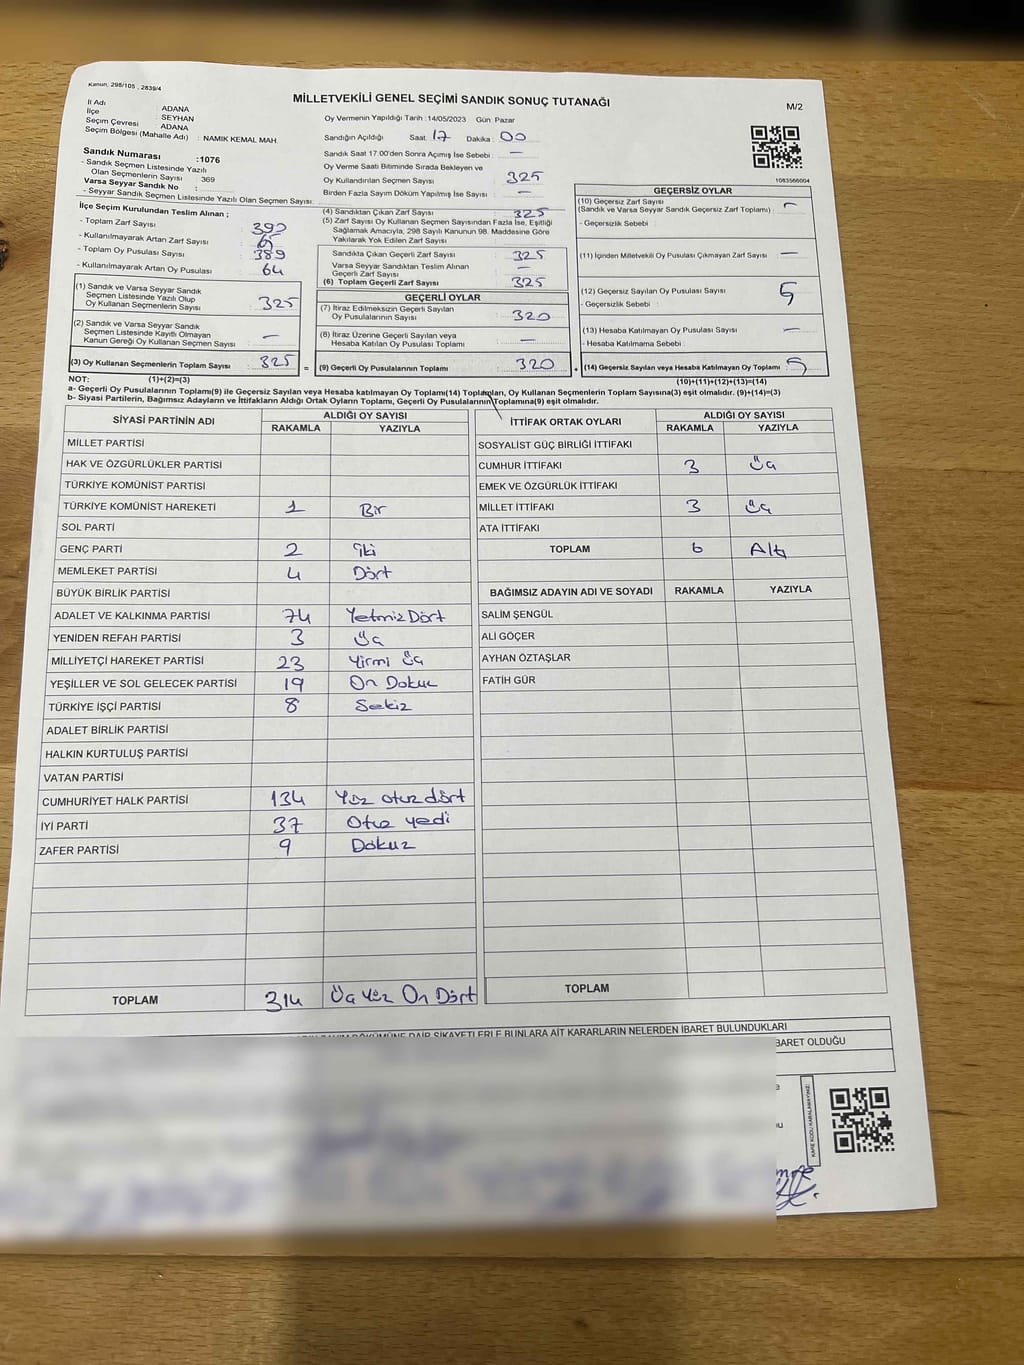 Kanun: 298/105 , 2839/4
MİLLETVEKİLİ GENEL SEÇİMİ SANDIK SONUÇ TUTANAĞI
M/2
İl Adı : ADANA
İlçe : SEYHAN
Seçim Çevresi : ADANA
Seçim Bölgesi (Mahalle Adı) : NAMIK KEMAL MAH.
Sandık Numarası :1076
- Sandık Seçmen Listesinde Yazılı
Olan Seçmenlerin Sayısı : 369
Varsa Seyyar Sandık No :
- Seyyar Sandık Seçmen Listesinde Yazılı Olan Seçmen Sayısı:
Oy Vermenin Yapıldığı Tarih :14/05/2023 Gün: Pazar
Sandığın Açıldığı Saat: 17 Dakika: 00
Sandık Saat 17.00'den Sonra Açılmış İse Sebebi : —
Oy Verme Saati Bitiminde Sırada Bekleyen ve
Oy Kullandırılan Seçmen Sayısı : 325
Birden Fazla Sayım Döküm Yapılmış İse Sayısı : —
1083566004
İlçe Seçim Kurulundan Teslim Alınan ;
- Toplam Zarf Sayısı : 390
- Kullanılmayarak Artan Zarf Sayısı :
- Toplam Oy Pusulası Sayısı : 389
- Kullanılmayarak Artan Oy Pusulası : 64
(1) Sandık ve Varsa Seyyar Sandık
Seçmen Listesinde Yazılı Olup
Oy Kullanan Seçmenlerin Sayısı : 325
(2) Sandık ve Varsa Seyyar Sandık
Seçmen Listesinde Kayıtlı Olmayan
Kanun Gereği Oy Kullanan Seçmen Sayısı : —
(3) Oy Kullanan Seçmenlerin Toplam Sayısı : 325
(4) Sandıktan Çıkan Zarf Sayısı : 325
(5) Zarf Sayısı Oy Kullanan Seçmen Sayısından Fazla İse, Eşitliği
Sağlamak Amacıyla, 298 Sayılı Kanunun 98. Maddesine Göre
Yakılarak Yok Edilen Zarf Sayısı :
Sandıkta Çıkan Geçerli Zarf Sayısı : 325
Varsa Seyyar Sandıktan Teslim Alınan
Geçerli Zarf Sayısı : —
(6) Toplam Geçerli Zarf Sayısı : 325
GEÇERLİ OYLAR
(7) İtiraz Edilmeksizin Geçerli Sayılan
Oy Pusulalarının Sayısı : 320
(8) İtiraz Üzerine Geçerli Sayılan veya
Hesaba Katılan Oy Pusulası Toplamı : —
= (9) Geçerli Oy Pusulalarının Toplamı : 320
GEÇERSİZ OYLAR
(10) Geçersiz Zarf Sayısı
(Sandık ve Varsa Seyyar Sandık Geçersiz Zarf Toplamı) : —
- Geçersizlik Sebebi :
(11) İçinden Milletvekili Oy Pusulası Çıkmayan Zarf Sayısı : —
(12) Geçersiz Sayılan Oy Pusulası Sayısı : 5
- Geçersizlik Sebebi :
(13) Hesaba Katılmayan Oy Pusulası Sayısı : —
- Hesaba Katılmama Sebebi :
+ (14) Geçersiz Sayılan veya Hesaba Katılmayan Oy Toplamı : 5
NOT: (1)+(2)=(3) (10)+(11)+(12)+(13)=(14)
a- Geçerli Oy Pusulalarının Toplamı(9) ile Geçersiz Sayılan veya Hesaba katılmayan Oy Toplamı(14) Toplamları, Oy Kullanan Seçmenlerin Toplam Sayısına(3) eşit olmalıdır. (9)+(14)=(3)
b- Siyasi Partilerin, Bağımsız Adayların ve İttifakların Aldığı Ortak Oyların Toplamı, Geçerli Oy Pusulalarının Toplamına(9) eşit olmalıdır.
SİYASİ PARTİNİN ADI ALDIĞI OY SAYISI
RAKAMLA YAZIYLA
MİLLET PARTİSİ
HAK VE ÖZGÜRLÜKLER PARTİSİ
TÜRKİYE KOMÜNİST PARTİSİ
TÜRKİYE KOMÜNİST HAREKETİ 1 Bir
SOL PARTİ
GENÇ PARTİ 2 İki
MEMLEKET PARTİSİ 4 Dört
BÜYÜK BİRLİK PARTİSİ
ADALET VE KALKINMA PARTİSİ 74 Yetmiz Dört
YENİDEN REFAH PARTİSİ 3 Üç
MİLLİYETÇİ HAREKET PARTİSİ 23 Yirmi Üç
YEŞİLLER VE SOL GELECEK PARTİSİ 19 On Dokuz
TÜRKİYE İŞÇİ PARTİSİ 8 Sekiz
ADALET BİRLİK PARTİSİ
HALKIN KURTULUŞ PARTİSİ
VATAN PARTİSİ
CUMHURİYET HALK PARTİSİ 134 Yüz otuz dört
İYİ PARTİ 37 Otuz yedi
ZAFER PARTİSİ 9 Dokuz
TOPLAM 314 Üç Yüz On Dört
İTTİFAK ORTAK OYLARI ALDIĞI OY SAYISI
RAKAMLA YAZIYLA
SOSYALİST GÜÇ BİRLİĞİ İTTİFAKI
CUMHUR İTTİFAKI 3 Üç
EMEK VE ÖZGÜRLÜK İTTİFAKI
MİLLET İTTİFAKI 3 Üç
ATA İTTİFAKI
TOPLAM 6 Altı
BAĞIMSIZ ADAYIN ADI VE SOYADI RAKAMLA YAZIYLA
SALİM ŞENGÜL
ALİ GÖÇER
AYHAN ÖZTAŞLAR
FATİH GÜR
TOPLAM
DÖKÜMÜNE DAİR ŞİKAYETLERLE BUNLARA AİT KARARLARIN NELERDEN İBARET BULUNDUKLARI
İBARET OLDUĞU
KARE KODU KARALAMAYINIZ!